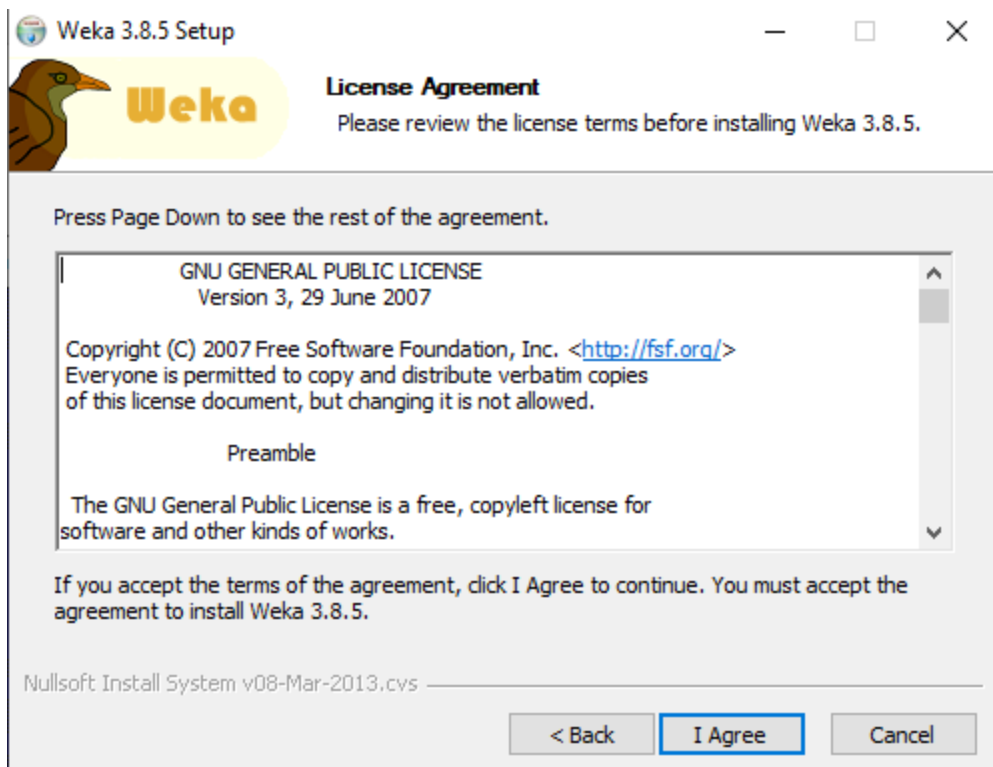 Weka 3.8.5 Setup
Weka
License Agreement
Please review the license terms before installing Weka 3.8.5.
Press Page Down to see the rest of the agreement.
GNU GENERAL PUBLIC LICENSE
Version 3, 29 June 2007
Copyright (C) 2007 Free Software Foundation, Inc. <http://fsf.org/>
Everyone is permitted to copy and distribute verbatim copies
of this license document, but changing it is not allowed.
Preamble
The GNU General Public License is a free, copyleft license for
software and other kinds of works.
If you accept the terms of the agreement, click I Agree to continue. You must accept the
agreement to install Weka 3.8.5.
Nullsoft Install System v08-Mar-2013.cvs
< Back I Agree Cancel